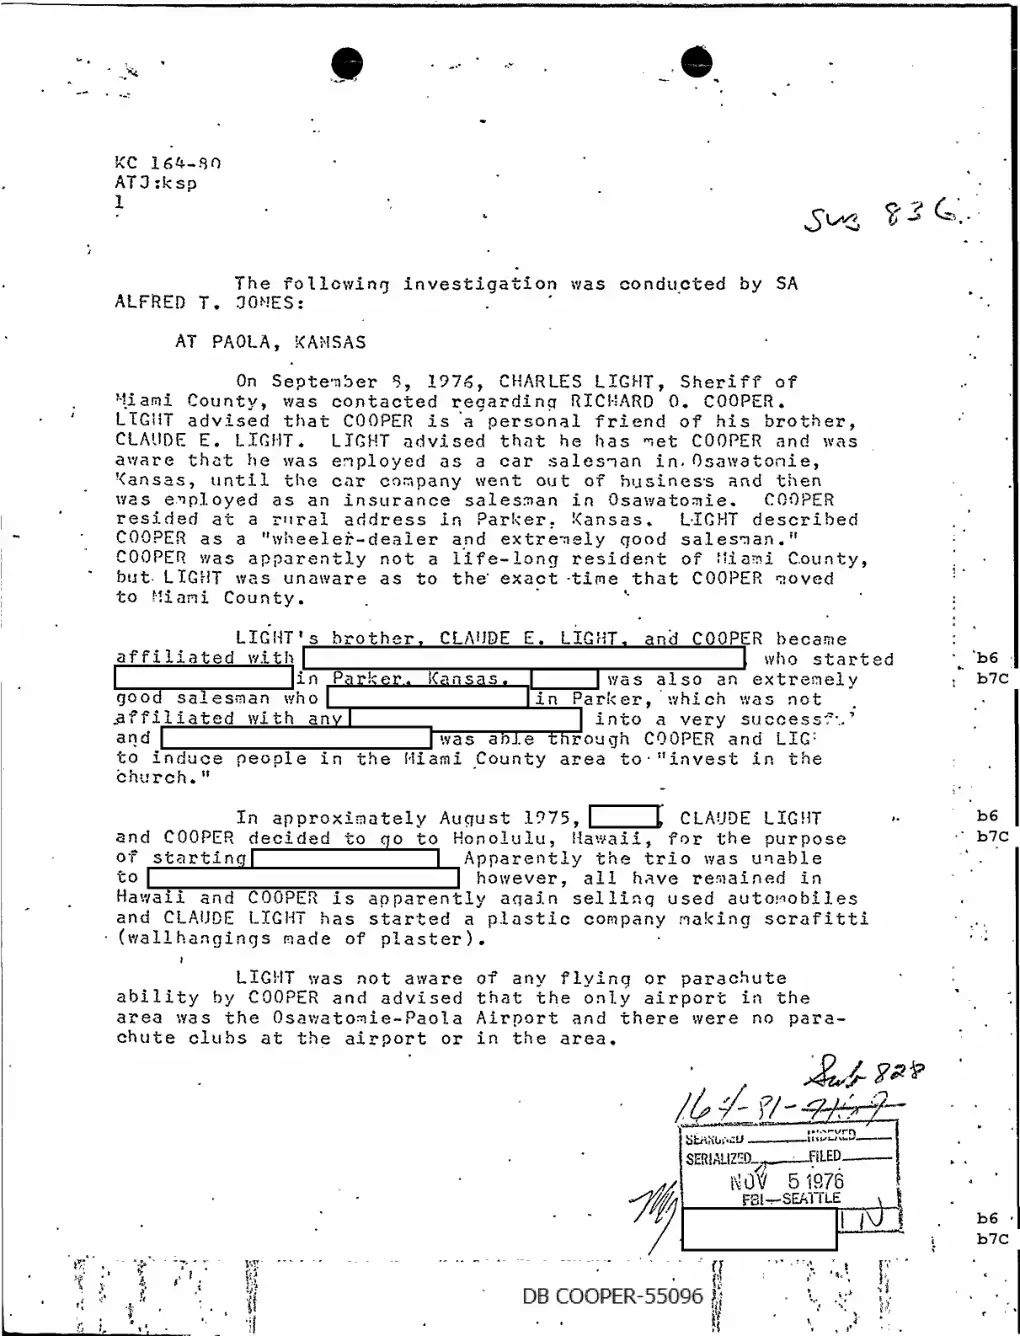 KC 164-80
ATJ:ksp
1
Sub 836
The following investigation was conducted by SA
ALFRED T. JONES:
AT PAOLA, KANSAS
On September 8, 1976, CHARLES LIGHT, Sheriff of
Miami County, was contacted regarding RICHARD O. COOPER.
LIGHT advised that COOPER is a personal friend of his brother,
CLAUDE E. LIGHT. LIGHT advised that he has met COOPER and was
aware that he was employed as a car salesman in Osawatomie,
Kansas, until the car company went out of business and then
was employed as an insurance salesman in Osawatomie. COOPER
resided at a rural address in Parker, Kansas. LIGHT described
COOPER as a "wheeler-dealer and extremely good salesman."
COOPER was apparently not a life-long resident of Miami County,
but LIGHT was unaware as to the exact time that COOPER moved
to Miami County.
LIGHT's brother, CLAUDE E. LIGHT, and COOPER became
affiliated with who started
b6
in Parker, Kansas. was also an extremely
b7C
good salesman who in Parker, which was not
affiliated with any into a very
and was able through COOPER and
to induce people in the Miami County area to "invest in the
church."
In approximately August 1975, , CLAUDE LIGHT
b6
and COOPER decided to go to Honolulu, Hawaii, for the purpose
b7C
of starting Apparently the trio was unable
to however, all have remained in
Hawaii and COOPER is apparently again selling used automobiles
and CLAUDE LIGHT has started a plastic company making scrafitti
(wallhangings made of plaster).
LIGHT was not aware of any flying or parachute
ability by COOPER and advised that the only airport in the
area was the Osawatomie-Paola Airport and there were no para-
chute clubs at the airport or in the area.
Sub 828
164-81-
SEARCHED INDEXED
SERIALIZED FILED
NOV 5 1976
FBI—SEATTLE
b6
b7C
DB COOPER-55096